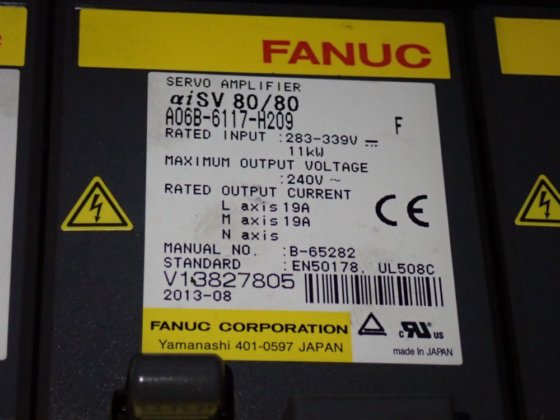 FANUC
SERVO AMPLIFIER
αiSV 80/80
A06B-6117-H209
F
RATED INPUT :283-339V ⎓
11kW
MAXIMUM OUTPUT VOLTAGE
:240V ~
RATED OUTPUT CURRENT
L axis 19A
M axis 19A
N axis
CE
MANUAL NO. :B-65282
STANDARD :EN50178, UL508C
V13827805
2013-08
FANUC CORPORATION
Yamanashi 401-0597 JAPAN
c RU us
made in JAPAN